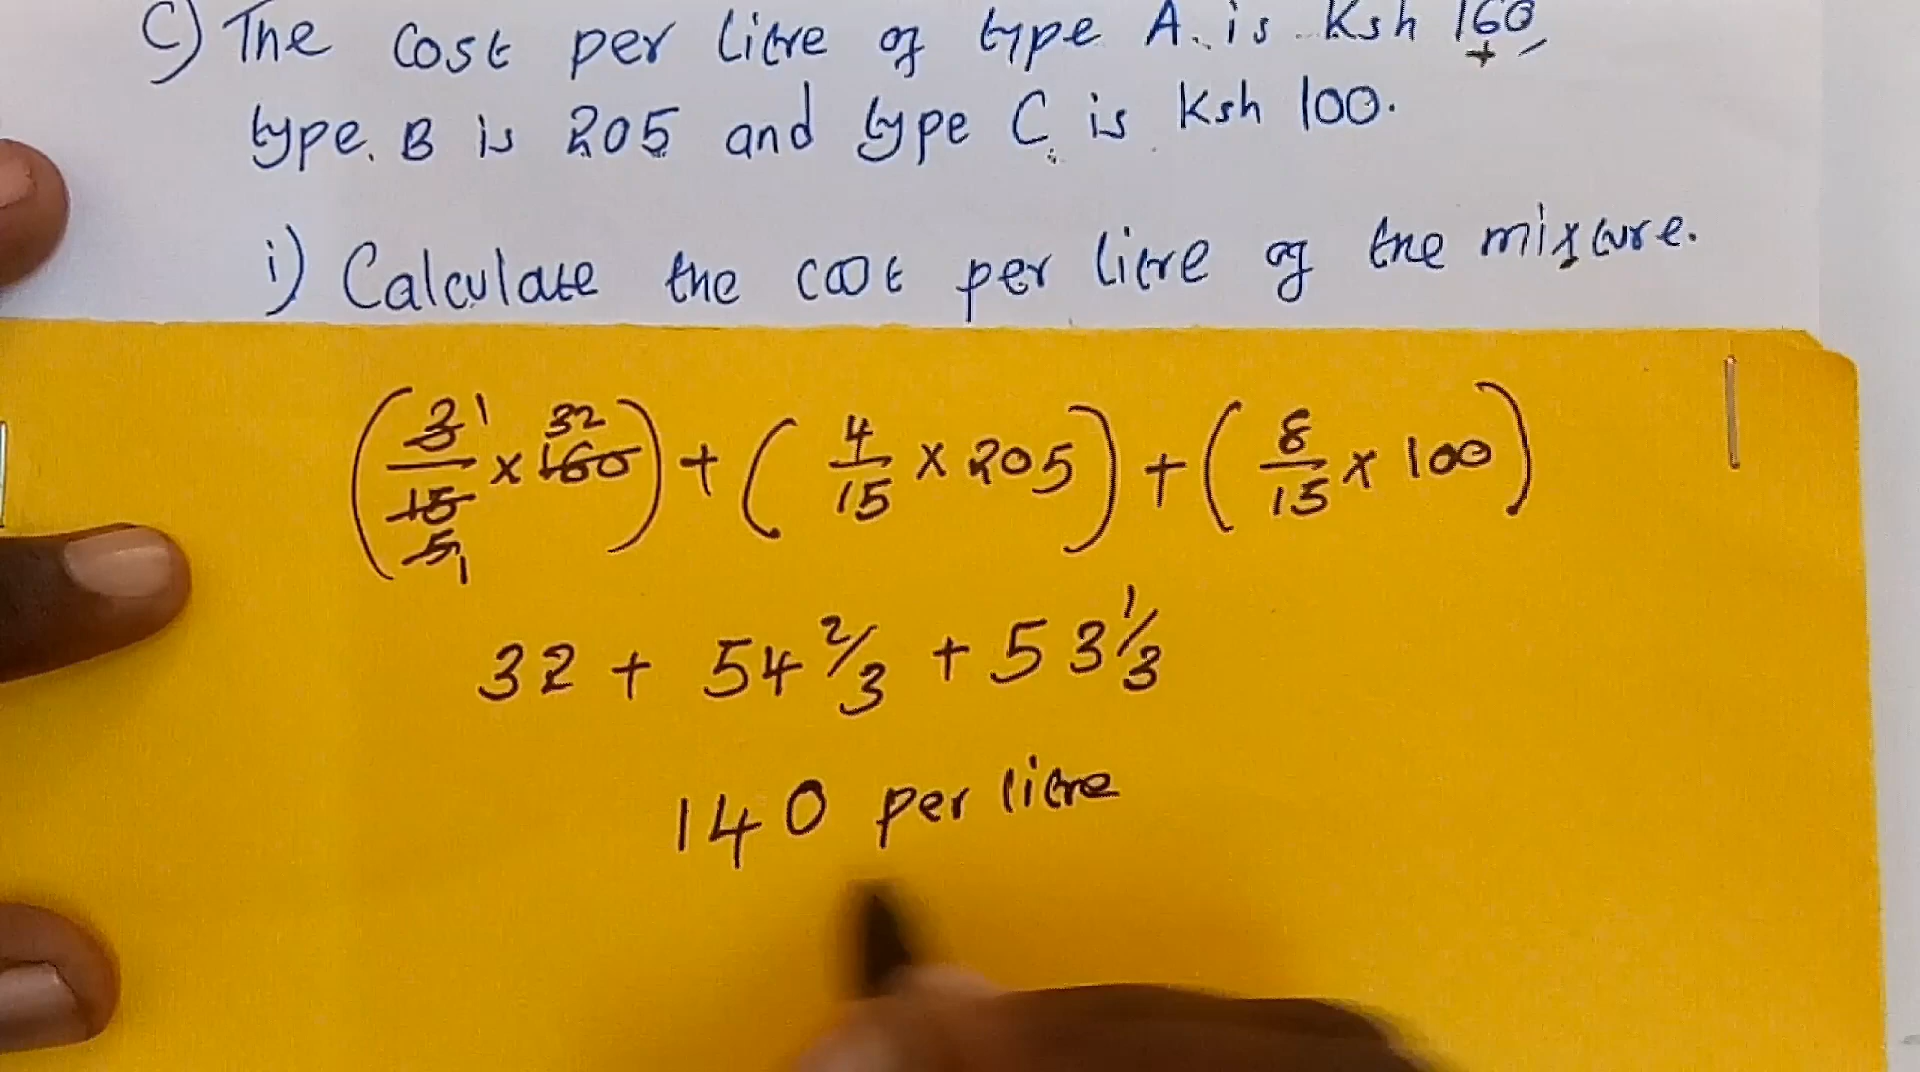 C) The cost per litre of type A. is Ksh 160,
type B is 205 and type C is Ksh 100.
i) Calculate the cost per litre of the mixture.
(3/15 × 160) + (4/15 × 205) + (8/15 × 100)
32 + 54 2/3 + 53 1/3
140 per litre